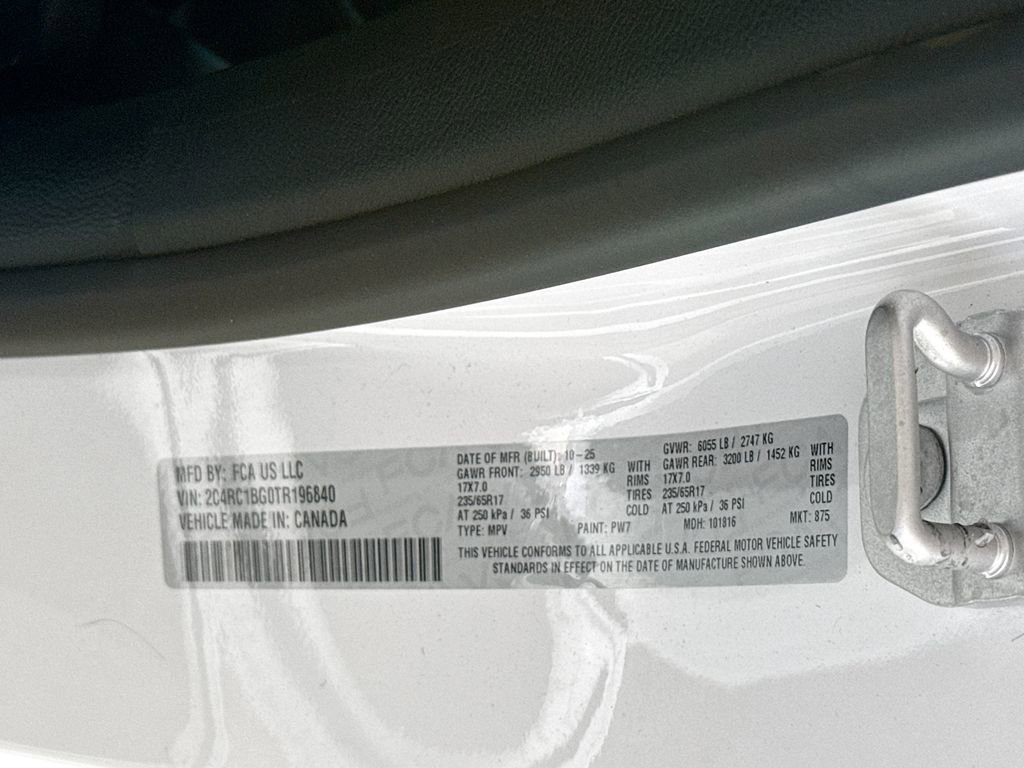 MFD BY: FCA US LLC
VIN: 2C4RC1BG0TR196840
VEHICLE MADE IN: CANADA
DATE OF MFR (BUILT): 10-25
GAWR FRONT: 2950 LB / 1339 KG
17X7.0
235/65R17
AT 250 kPa / 36 PSI
WITH
RIMS
TIRES
COLD
TYPE: MPV
PAINT: PW7
GVWR: 6055 LB / 2747 KG
GAWR REAR: 3200 LB / 1452 KG
17X7.0
235/65R17
AT 250 kPa / 36 PSI
WITH
RIMS
TIRES
COLD
MDH: 101816
MKT: 875
THIS VEHICLE CONFORMS TO ALL APPLICABLE U.S.A. FEDERAL MOTOR VEHICLE SAFETY
STANDARDS IN EFFECT ON THE DATE OF MANUFACTURE SHOWN ABOVE.